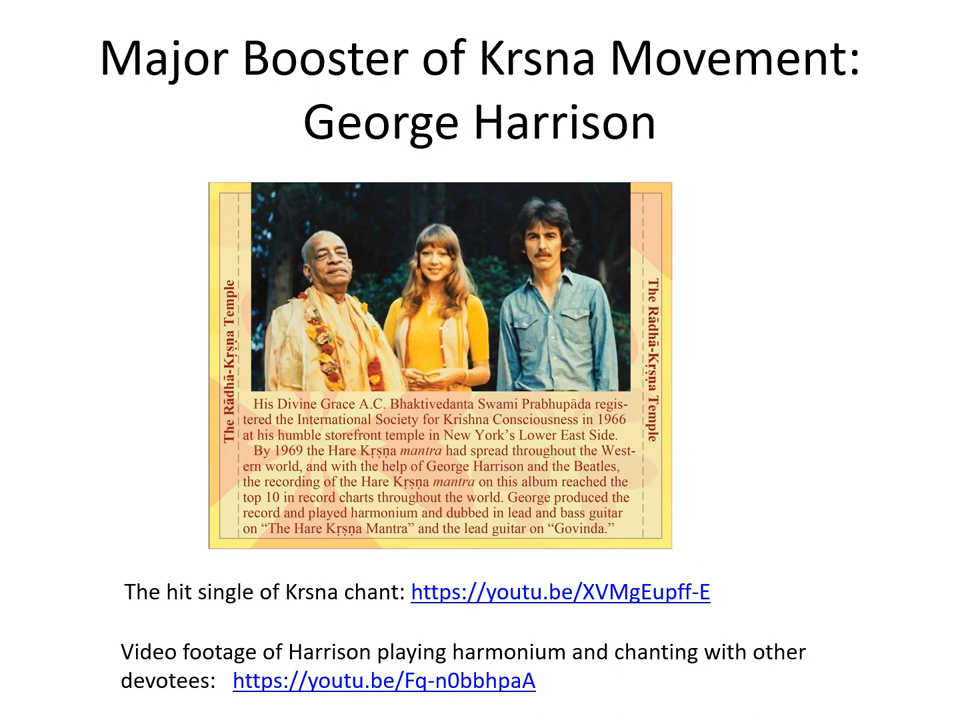 Major Booster of Krsna Movement:
George Harrison
The Rādhā-Kṛṣṇa Temple
The Rādhā-Kṛṣṇa Temple
His Divine Grace A.C. Bhaktivedanta Swami Prabhupāda regis-
tered the International Society for Krishna Consciousness in 1966
at his humble storefront temple in New York's Lower East Side.
By 1969 the Hare Kṛṣṇa mantra had spread throughout the West-
ern world, and with the help of George Harrison and the Beatles,
the recording of the Hare Kṛṣṇa mantra on this album reached the
top 10 in record charts throughout the world. George produced the
record and played harmonium and dubbed in lead and bass guitar
on “The Hare Kṛṣṇa Mantra” and the lead guitar on “Govinda.”
The hit single of Krsna chant: https://youtu.be/XVMgEupff-E
Video footage of Harrison playing harmonium and chanting with other
devotees: https://youtu.be/Fq-n0bbhpaA